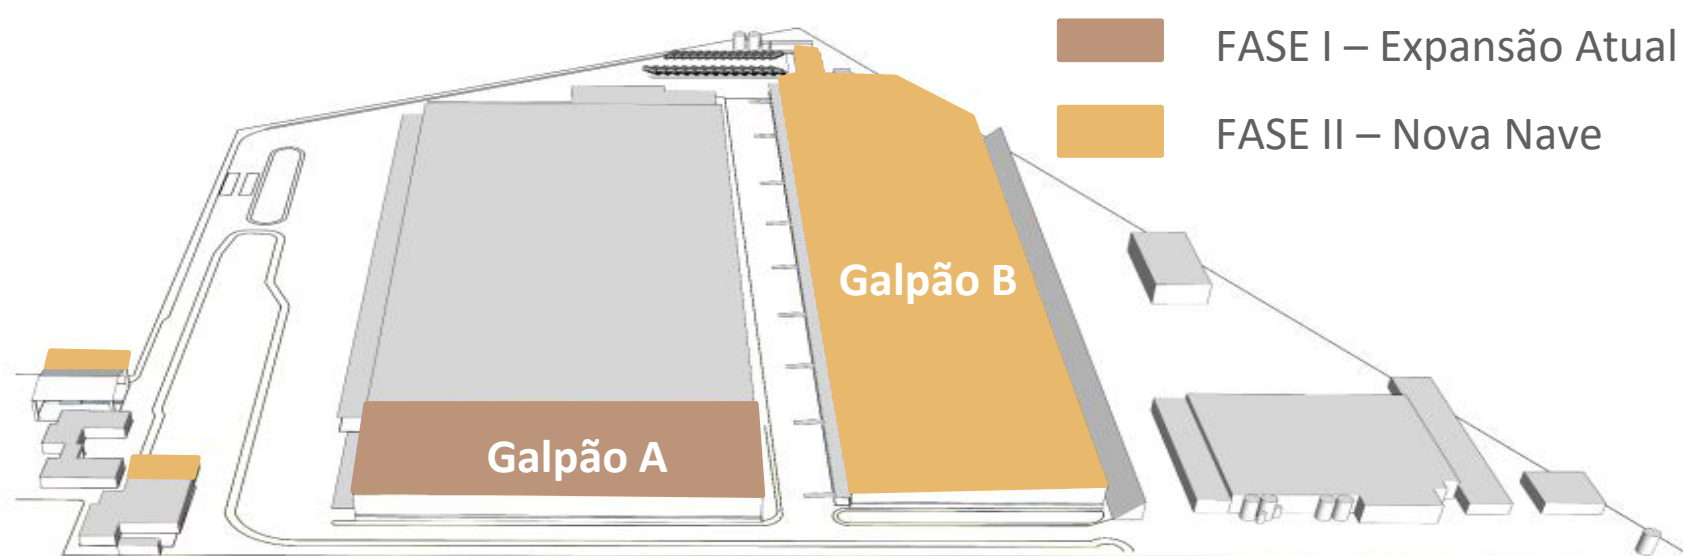 FASE I – Expansão Atual
FASE II – Nova Nave
Galpão B
Galpão A